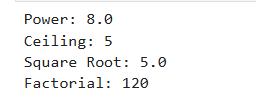 Power: 8.0
Ceiling: 5
Square Root: 5.0
Factorial: 120